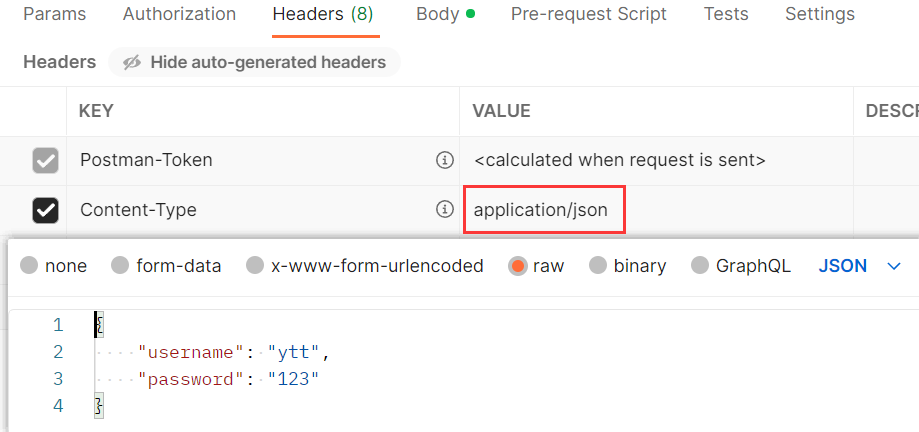 Params Authorization Headers (8) Body Pre-request Script Tests Settings
Headers Hide auto-generated headers
KEY VALUE DESCR
Postman-Token <calculated when request is sent>
Content-Type application/json
none form-data x-www-form-urlencoded raw binary GraphQL JSON
1 {
2 "username": "ytt",
3 "password": "123"
4 }